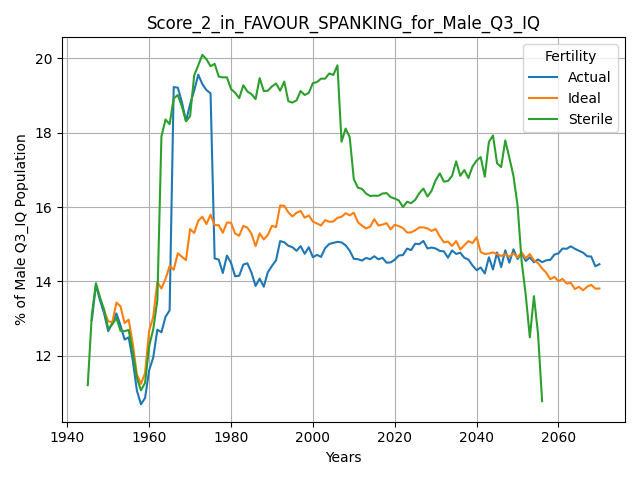 Score_2_in_FAVOUR_SPANKING_for_Male_Q3_IQ
% of Male Q3_IQ Population
20
18
16
14
12
Fertility
Actual
Ideal
Sterile
1940 1960 1980 2000 2020 2040 2060
Years